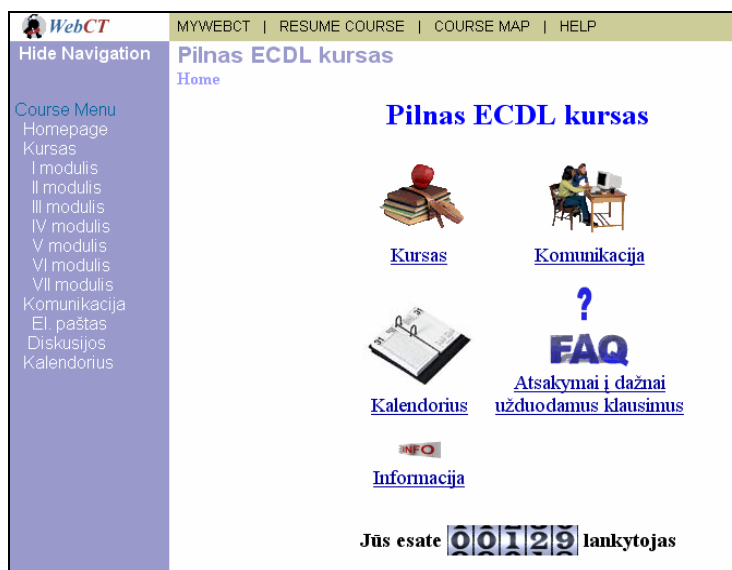 WebCT
MYWEBCT | RESUME COURSE | COURSE MAP | HELP
Hide Navigation
Pilnas ECDL kursas
Home
Course Menu
Homepage
Kursas
I modulis
II modulis
III modulis
IV modulis
V modulis
VI modulis
VII modulis
Komunikacija
El. paštas
Diskusijos
Kalendorius
Pilnas ECDL kursas
Kursas
Komunikacija
31
31
Kalendorius
?
FAQ
Atsakymai į dažnai
užduodamus klausimus
INFO
Informacija
Jūs esate 00129 lankytojas